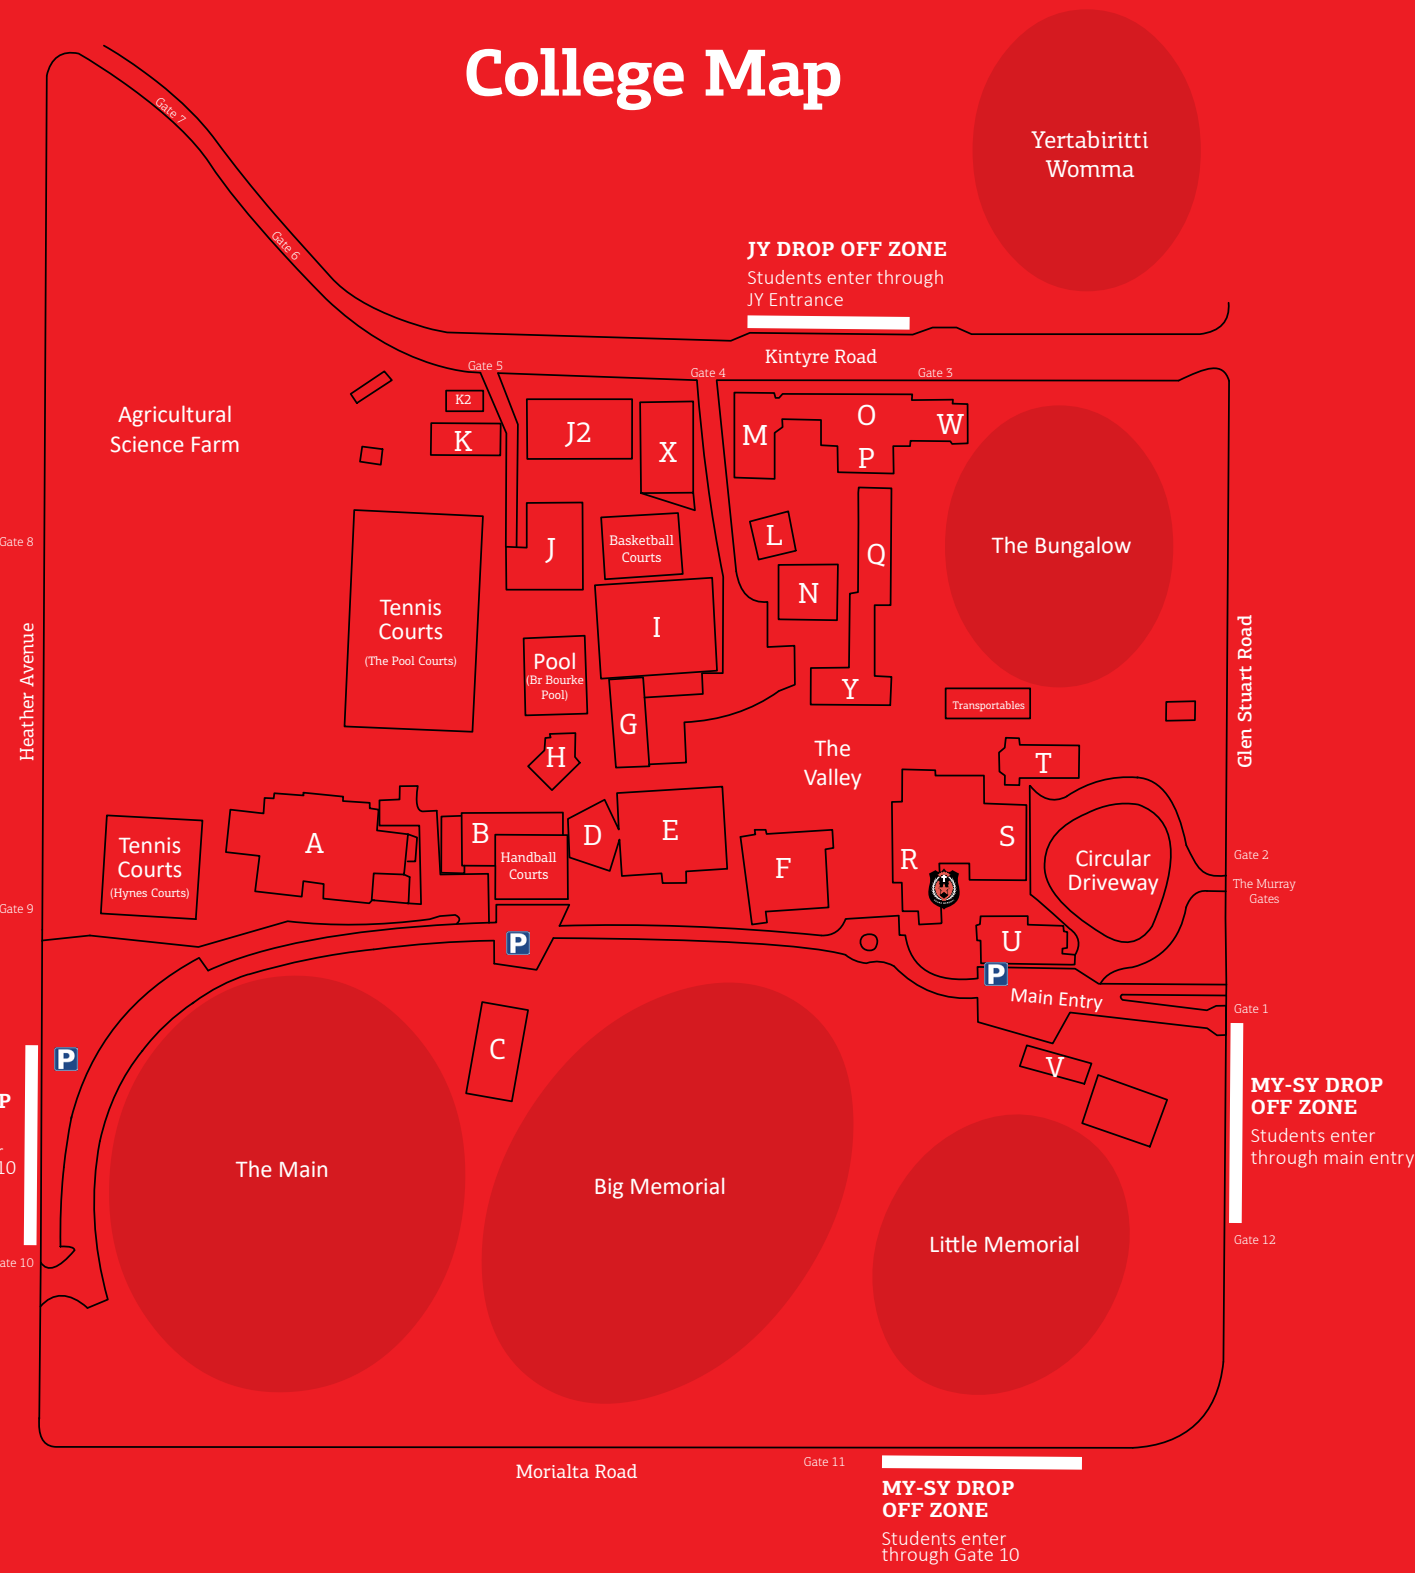 College Map
Yertabiritti
Womma
Gate 7
Gate 6
JY DROP OFF ZONE
Students enter through
JY Entrance
Kintyre Road
Gate 5
Gate 4
Gate 3
Agricultural
Science Farm
K2
K
J2
X
M
O
W
P
Gate 8
J
Basketball
Courts
L
Q
N
The Bungalow
Tennis
Courts
(The Pool Courts)
I
Pool
(Br Bourke
Pool)
Heather Avenue
Glen Stuart Road
G
Y
Transportables
H
The
Valley
T
Tennis
Courts
(Hynes Courts)
A
B
Handball
Courts
D
E
F
R
S
Circular
Driveway
Gate 2
The Murray
Gates
Gate 9
P
U
P
Main Entry
Gate 1
C
P
V
MY-SY DROP
OFF ZONE
Students enter
through main entry
P
10
The Main
Big Memorial
Little Memorial
Gate 12
ate 10
Morialta Road
Gate 11
MY-SY DROP
OFF ZONE
Students enter
through Gate 10